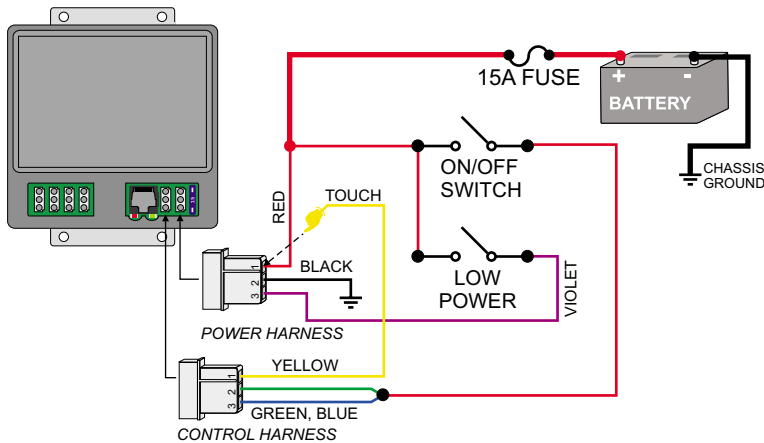 15A FUSE
+ -
BATTERY
CHASSIS
GROUND
ON/OFF
SWITCH
TOUCH
RED
BLACK
LOW
POWER
VIOLET
1
2
3
POWER HARNESS
YELLOW
1
2
3
GREEN, BLUE
CONTROL HARNESS